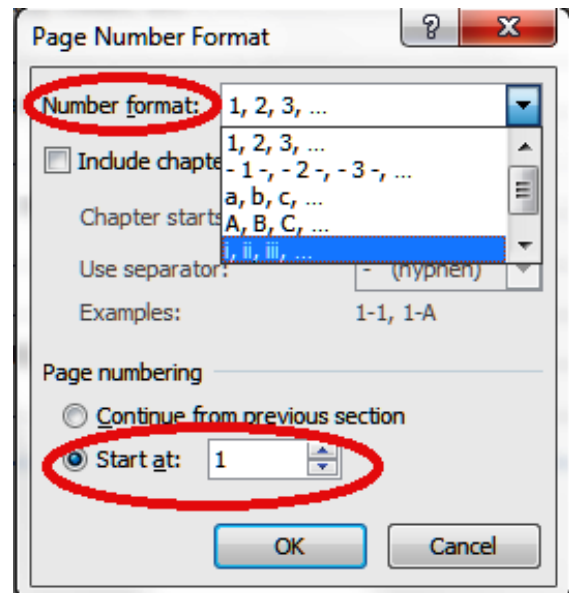 Page Number Format
Number format: 1, 2, 3, ...
1, 2, 3, ...
Include chapte
- 1 -, - 2 -, - 3 -, ...
a, b, c, ...
Chapter starts
A, B, C, ...
i, ii, iii, ...
Use separator: - (hyphen)
Examples: 1-1, 1-A
Page numbering
Continue from previous section
Start at: 1
OK Cancel